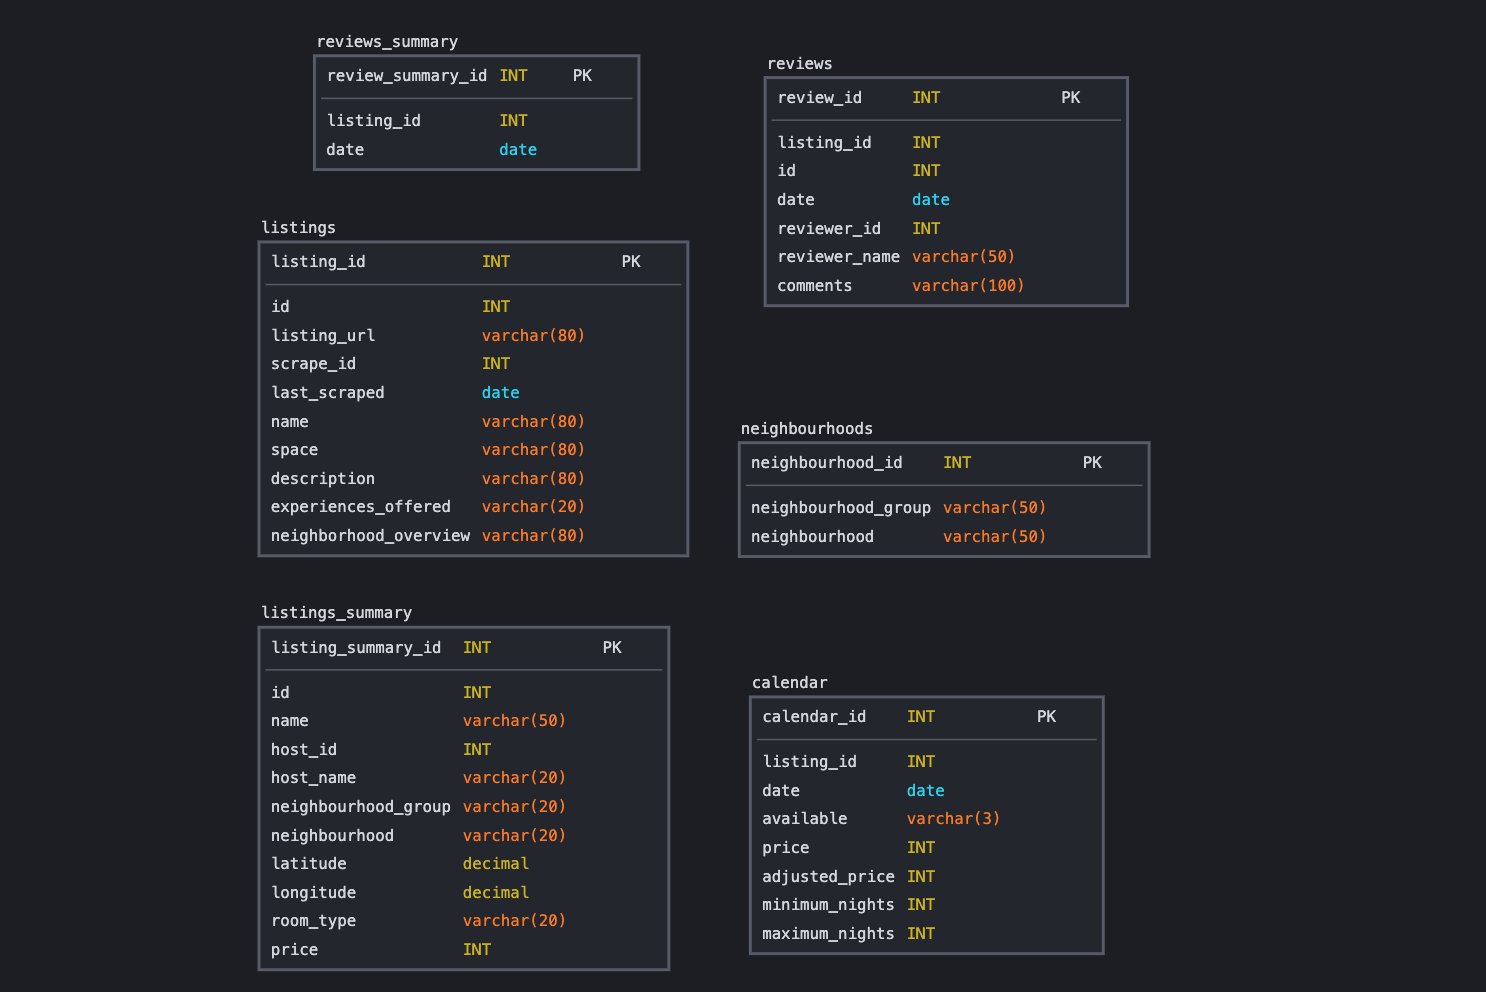 reviews_summary
review_summary_id INT PK
listing_id INT
date date
reviews
review_id INT PK
listing_id INT
id INT
date date
reviewer_id INT
reviewer_name varchar(50)
comments varchar(100)
listings
listing_id INT PK
id INT
listing_url varchar(80)
scrape_id INT
last_scraped date
name varchar(80)
space varchar(80)
description varchar(80)
experiences_offered varchar(20)
neighborhood_overview varchar(80)
neighbourhoods
neighbourhood_id INT PK
neighbourhood_group varchar(50)
neighbourhood varchar(50)
listings_summary
listing_summary_id INT PK
id INT
name varchar(50)
host_id INT
host_name varchar(20)
neighbourhood_group varchar(20)
neighbourhood varchar(20)
latitude decimal
longitude decimal
room_type varchar(20)
price INT
calendar
calendar_id INT PK
listing_id INT
date date
available varchar(3)
price INT
adjusted_price INT
minimum_nights INT
maximum_nights INT